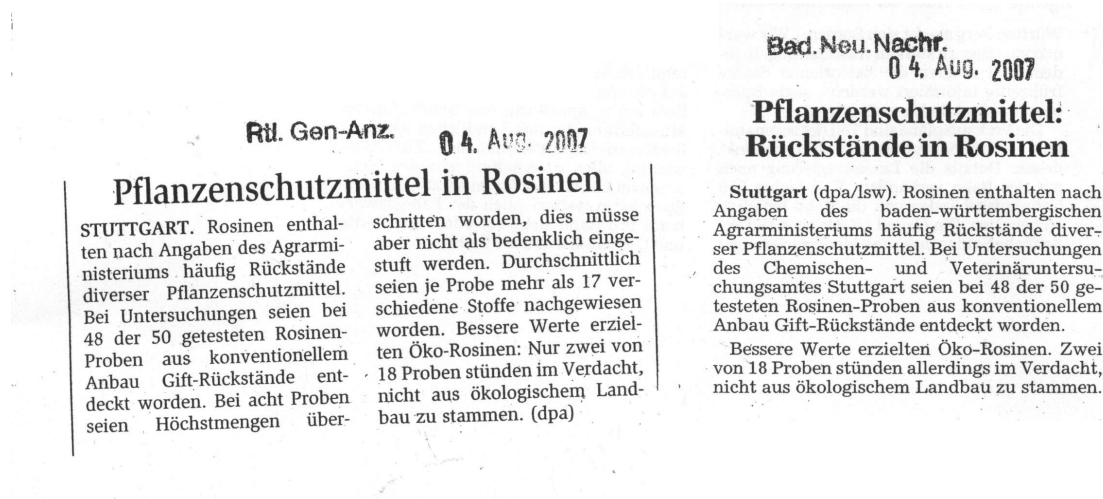 Rtl. Gen-Anz.
04. Aug. 2007
Pflanzenschutzmittel in Rosinen
STUTTGART. Rosinen enthal-
ten nach Angaben des Agrarmi-
nisteriums häufig Rückstände
diverser Pflanzenschutzmittel.
Bei Untersuchungen seien bei
48 der 50 getesteten Rosinen-
Proben aus konventionellem
Anbau Gift-Rückstände ent-
deckt worden. Bei acht Proben
seien Höchstmengen über-
schritten worden, dies müsse
aber nicht als bedenklich einge-
stuft werden. Durchschnittlich
seien je Probe mehr als 17 ver-
schiedene Stoffe nachgewiesen
worden. Bessere Werte erziel-
ten Öko-Rosinen: Nur zwei von
18 Proben stünden im Verdacht,
nicht aus ökologischem Land-
bau zu stammen. (dpa)
Bad. Neu. Nachr.
04. Aug. 2007
Pflanzenschutzmittel:
Rückstände in Rosinen
Stuttgart (dpa/lsw). Rosinen enthalten nach
Angaben des baden-württembergischen
Agrarministeriums häufig Rückstände diver-
ser Pflanzenschutzmittel. Bei Untersuchungen
des Chemischen- und Veterinäruntersu-
chungsamtes Stuttgart seien bei 48 der 50 ge-
testeten Rosinen-Proben aus konventionellem
Anbau Gift-Rückstände entdeckt worden.
Bessere Werte erzielten Öko-Rosinen. Zwei
von 18 Proben stünden allerdings im Verdacht,
nicht aus ökologischem Landbau zu stammen.